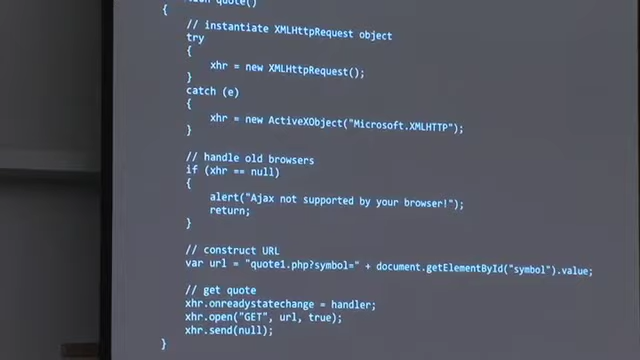 quote()
{
// instantiate XMLHttpRequest object
try
{
xhr = new XMLHttpRequest();
}
catch (e)
{
xhr = new ActiveXObject("Microsoft.XMLHTTP");
}
// handle old browsers
if (xhr == null)
{
alert("Ajax not supported by your browser!");
return;
}
// construct URL
var url = "quote1.php?symbol=" + document.getElementById("symbol").value;
// get quote
xhr.onreadystatechange = handler;
xhr.open("GET", url, true);
xhr.send(null);
}